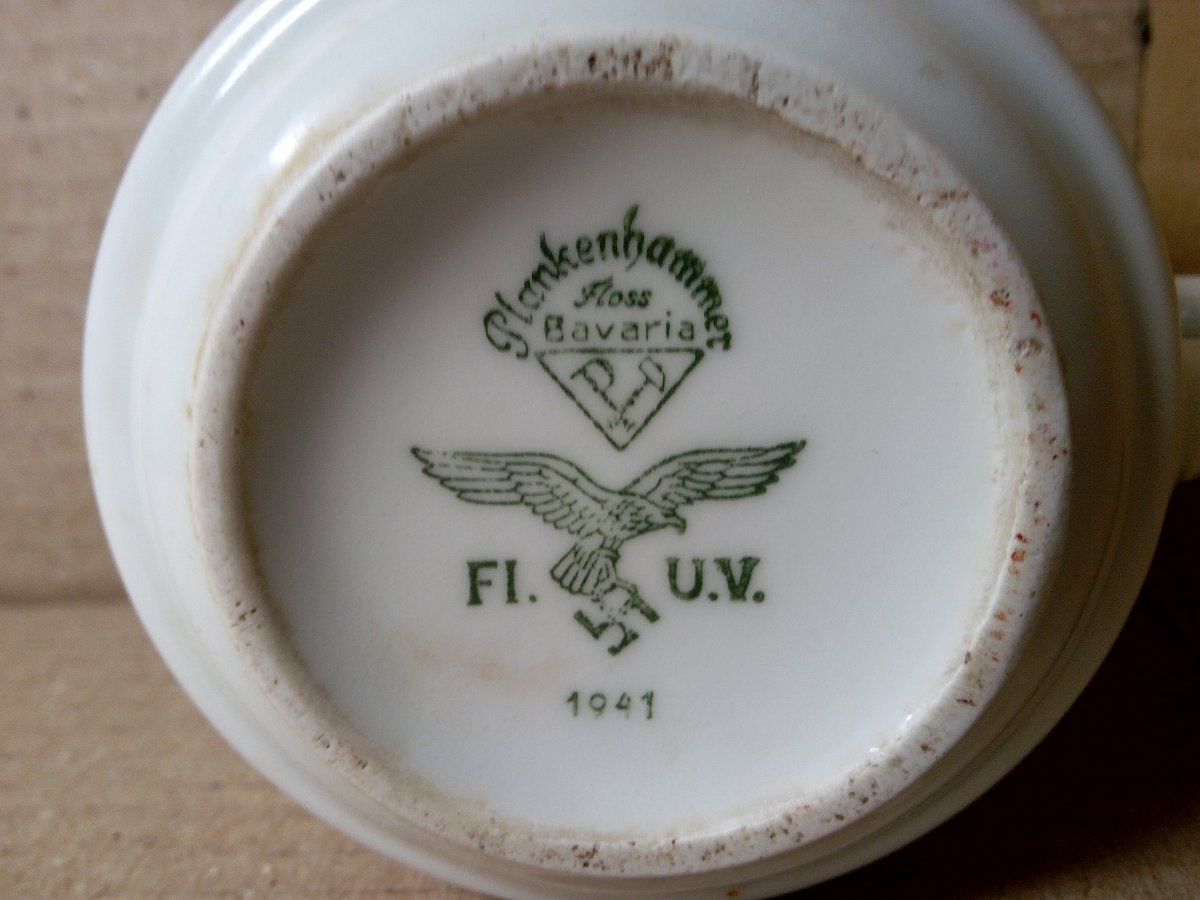 Plankenhammer
Floss
Bavaria
P
Fl. U.V.
1941